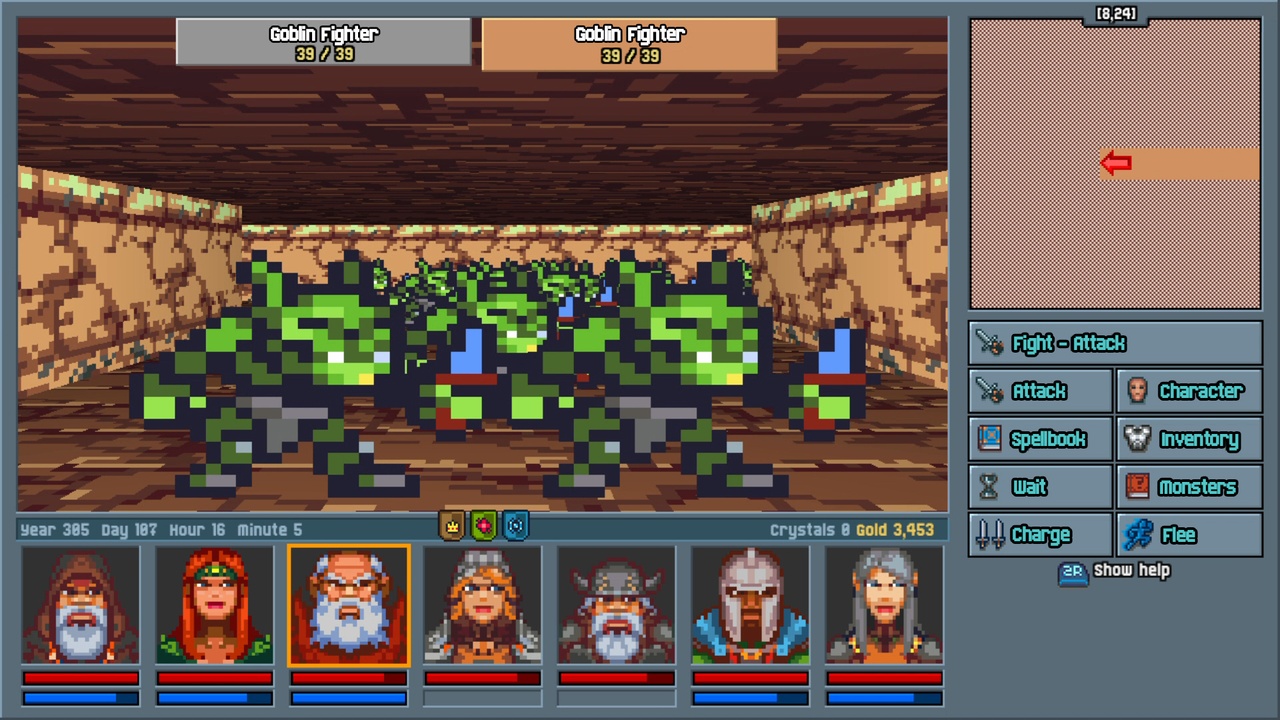 [8,24]
Goblin Fighter
39 / 39
Goblin Fighter
39 / 39
Fight - Attack
Attack
Character
Spellbook
Inventory
Wait
Monsters
Charge
Flee
2R Show help
Year 305 Day 107 Hour 16 Minute 5
Crystals 0 Gold 3,453